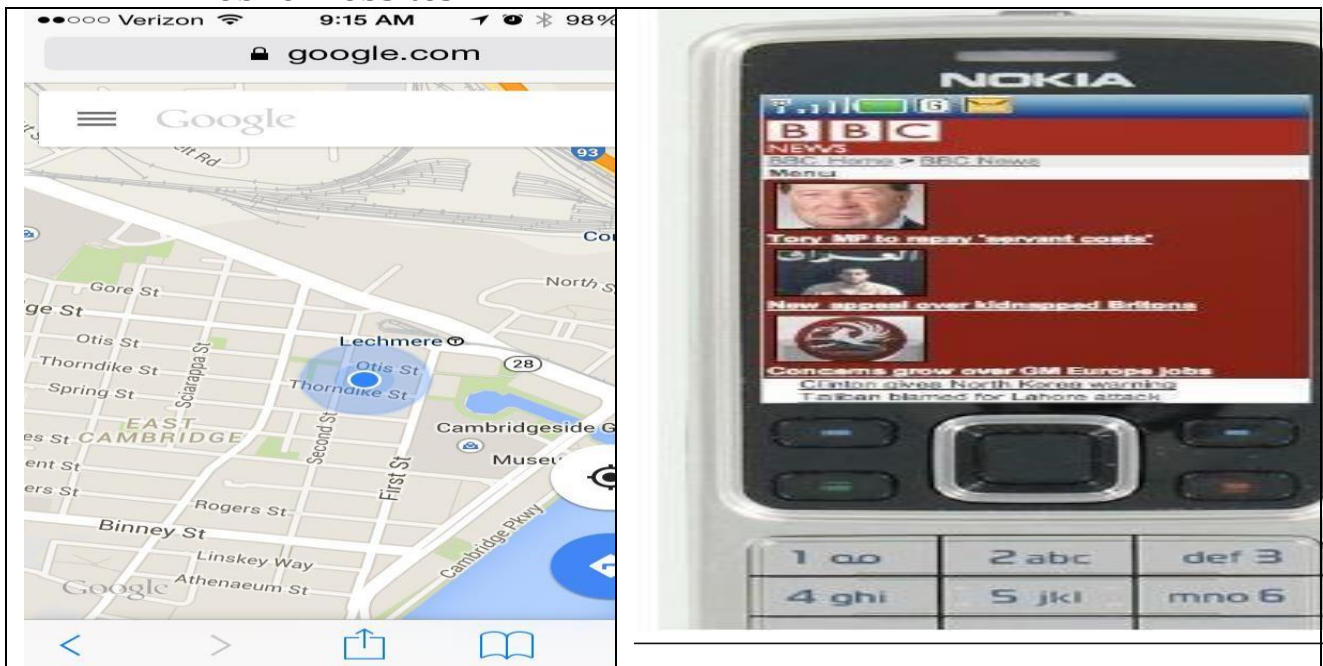 Verizon 9:15 AM 98%
google.com
Google
93
Gore St
North S
ge St
Otis St
Lechmere
Thorndike St
Sciarappa St
Otis St
28
Spring St
Thorndike St
EAST
CAMBRIDGE
Second St
Cambridgeside G
es St
Museu
ent St
First St
ers St
Rogers St
Binney St
Cambridge Pkwy
Linskey Way
Google
Athenaeum St
NOKIA
G
BBC
NEWS
BBC Home > BBC News
Menu
العراق
Tory MP to repay 'servant costs'
New appeal over kidnapped Britons
Concerns grow over GM Europe jobs
Clinton gives North Korea warning
Taliban blamed for Lahore attack
1 2 abc def 3
4 ghi 5 jkl mno 6